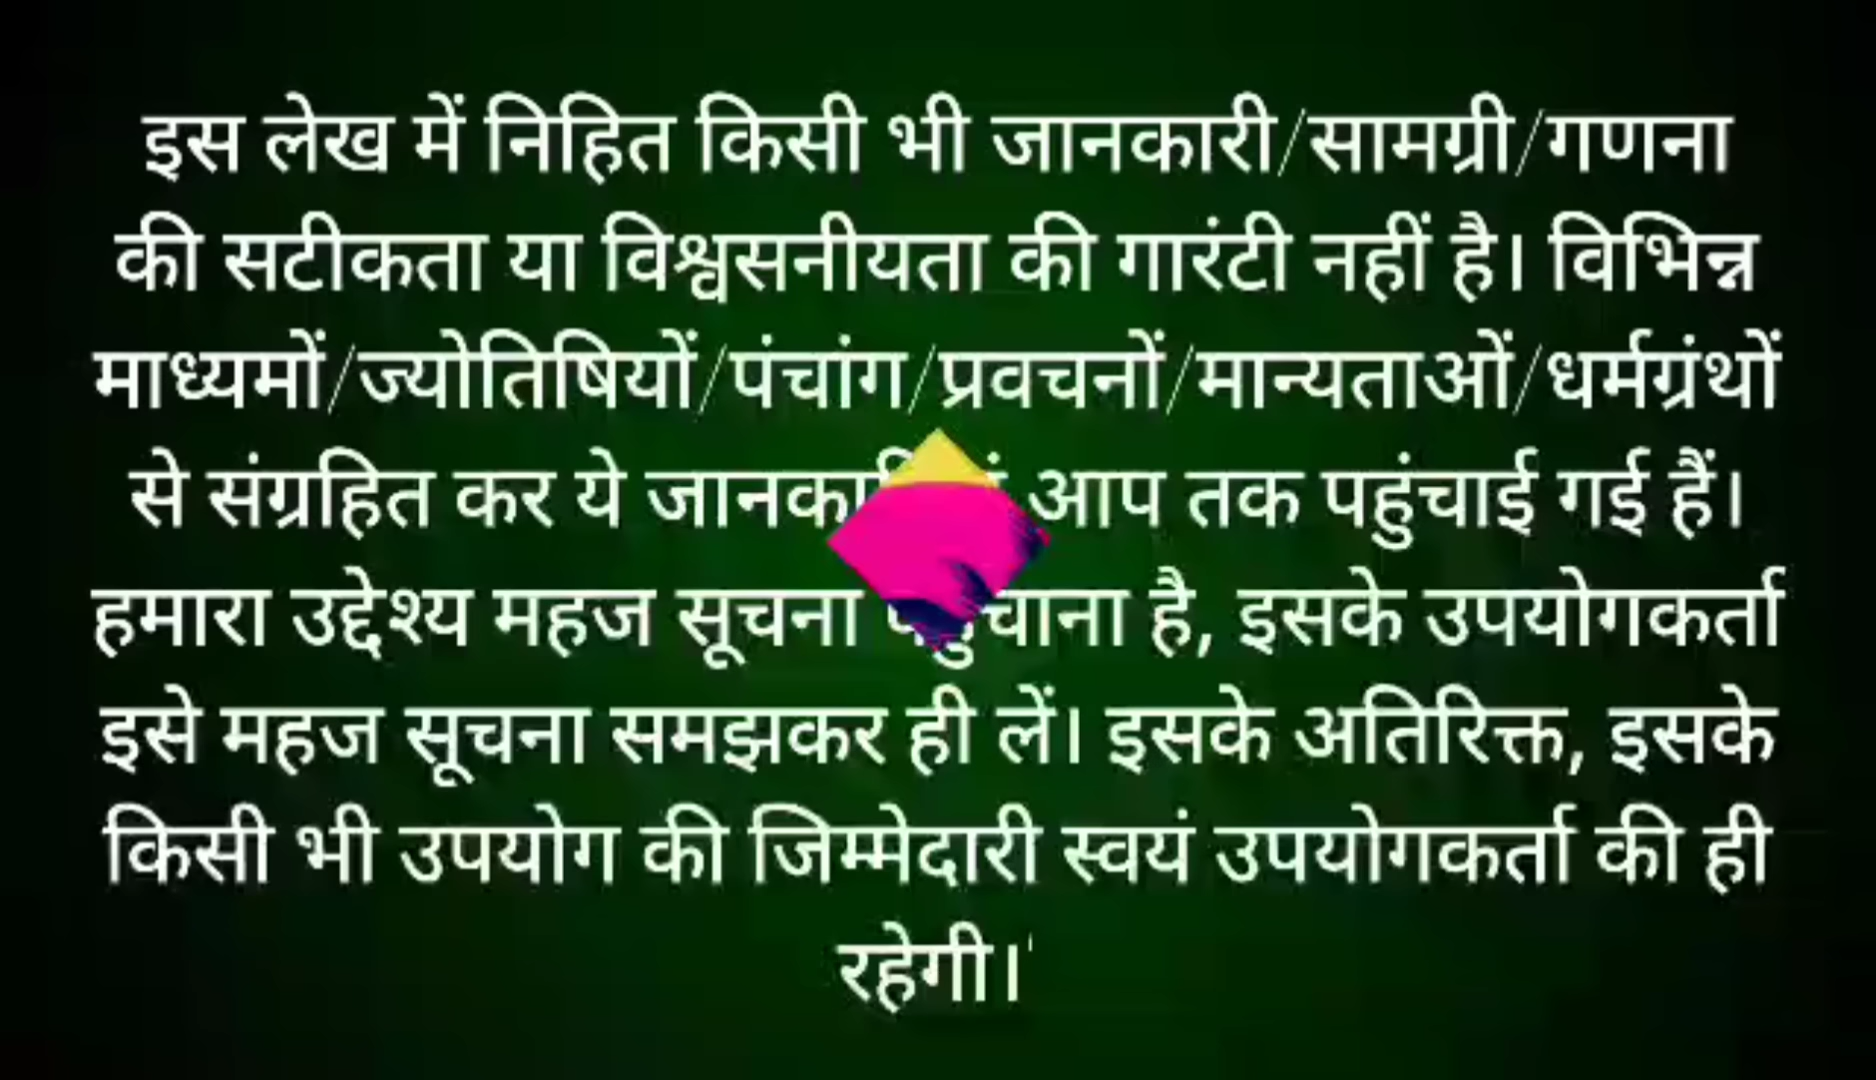 इस लेख में निहित किसी भी जानकारी/सामग्री/गणना
की सटीकता या विश्वसनीयता की गारंटी नहीं है। विभिन्न
माध्यमों/ज्योतिषियों/पंचांग/प्रवचनों/मान्यताओं/धर्मग्रंथों
से संग्रहित कर ये आप तक पहुंचाई गई हैं।
हमारा उद्देश्य महज सूचना है, इसके उपयोगकर्ता
इसे महज सूचना समझकर ही लें। इसके अतिरिक्त, इसके
किसी भी उपयोग की जिम्मेदारी स्वयं उपयोगकर्ता की ही
रहेगी।'